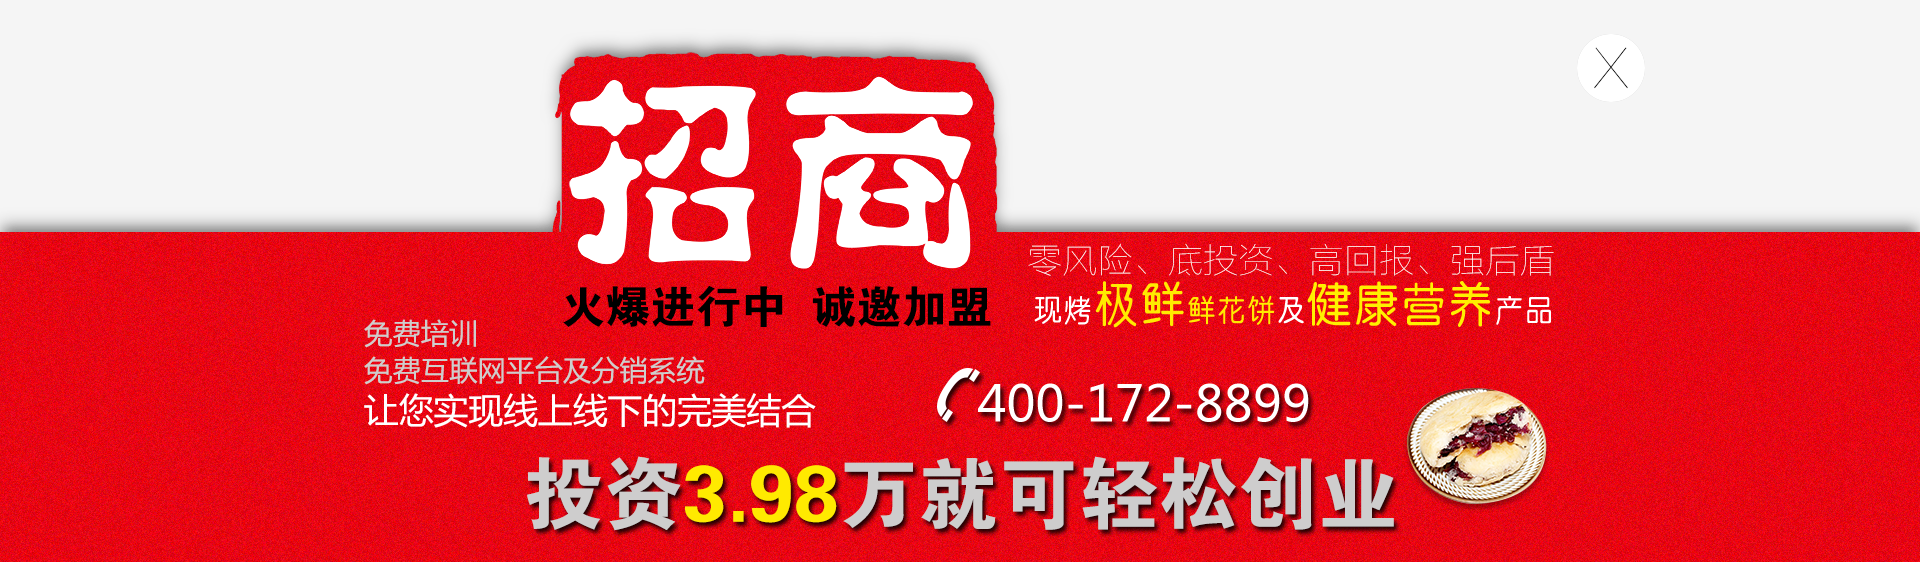 招商
火爆进行中 诚邀加盟
零风险、底投资、高回报、强后盾
现烤极鲜鲜花饼及健康营养产品
免费培训
免费互联网平台及分销系统
让您实现线上线下的完美结合
400-172-8899
投资3.98万就可轻松创业